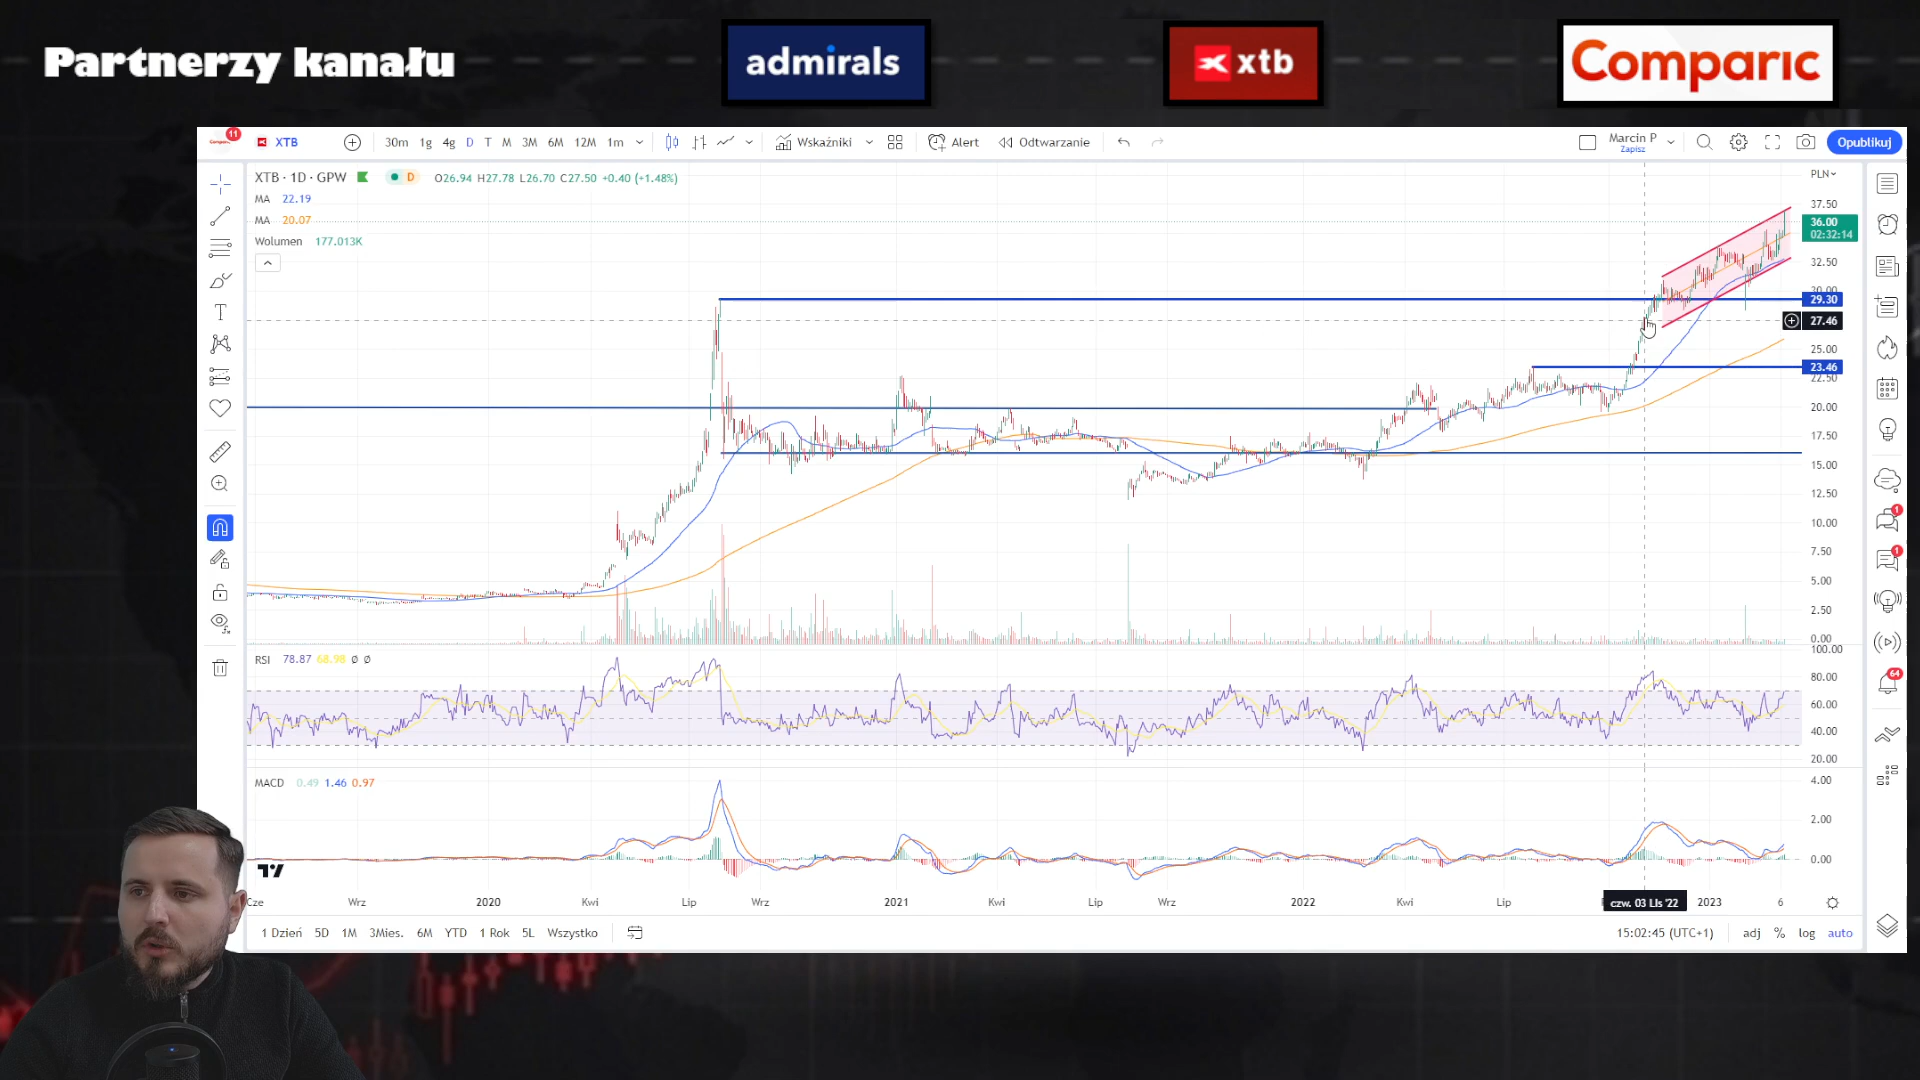 Partnerzy kanału
admirals
xtb
Comparic
11
XTB
30m 1g 4g D T M 3M 6M 12M 1m
Wskaźniki
Alert
Odtwarzanie
Marcin P
Zapisz
Opublikuj
XTB · 1D · GPW
D
O26.94 H27.78 L26.70 C27.50 +0.40 (+1.48%)
MA 22.19
MA 20.07
Wolumen 177.013K
PLN
37.50
36.00
02:32:14
32.50
30.00
29.30
27.46
25.00
23.46
22.50
20.00
17.50
15.00
12.50
10.00
7.50
5.00
2.50
0.00
RSI 78.87 68.98 Ø Ø
100.00
80.00
60.00
40.00
20.00
MACD 0.49 1.46 0.97
4.00
2.00
0.00
1
1
64
Cze Wrz 2020 Kwi Lip Wrz 2021 Kwi Lip Wrz 2022 Kwi Lip czw. 03 Lis '22 2023 6
1 Dzień 5D 1M 3Mies. 6M YTD 1 Rok 5L Wszystko
15:02:45 (UTC+1) adj % log auto